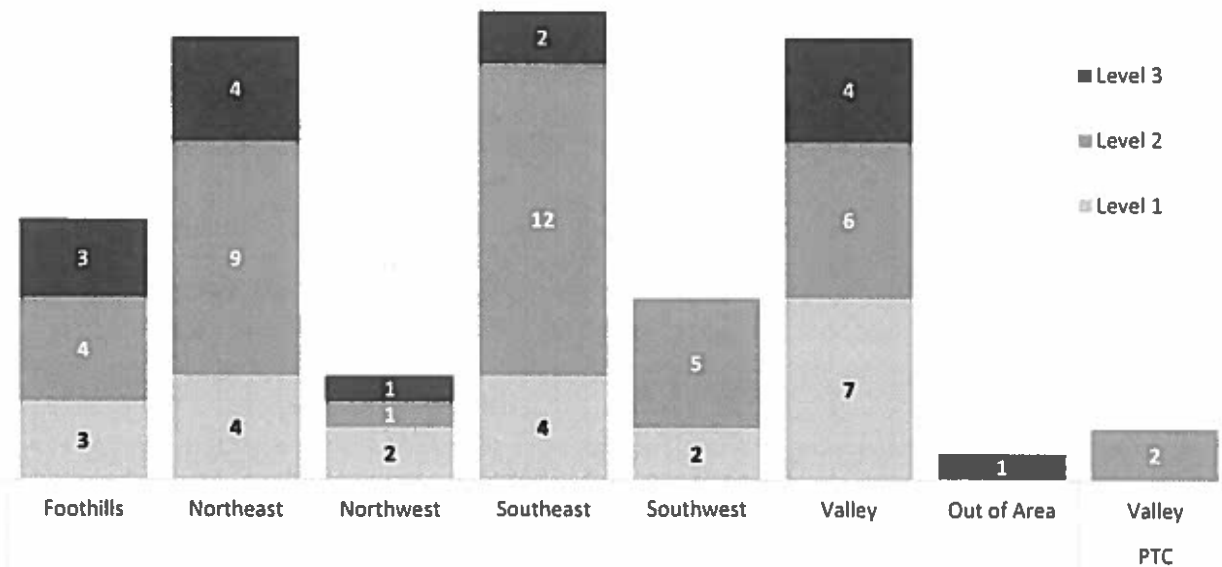 2
4
4
Level 3
Level 2
12
6
Level 1
3
9
4
5
7
1
3
4
1
2
4
2
1
2
Foothills
Northeast
Northwest
Southeast
Southwest
Valley
Out of Area
Valley
PTC